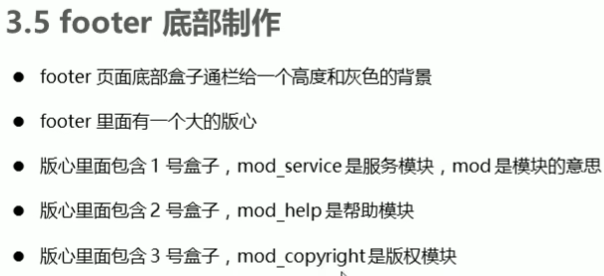 3.5 footer 底部制作
● footer 页面底部盒子通栏给一个高度和灰色的背景
● footer 里面有一个大的版心
● 版心里面包含 1 号盒子，mod_service 是服务模块，mod 是模块的意思
● 版心里面包含 2 号盒子，mod_help 是帮助模块
● 版心里面包含 3 号盒子，mod_copyright 是版权模块